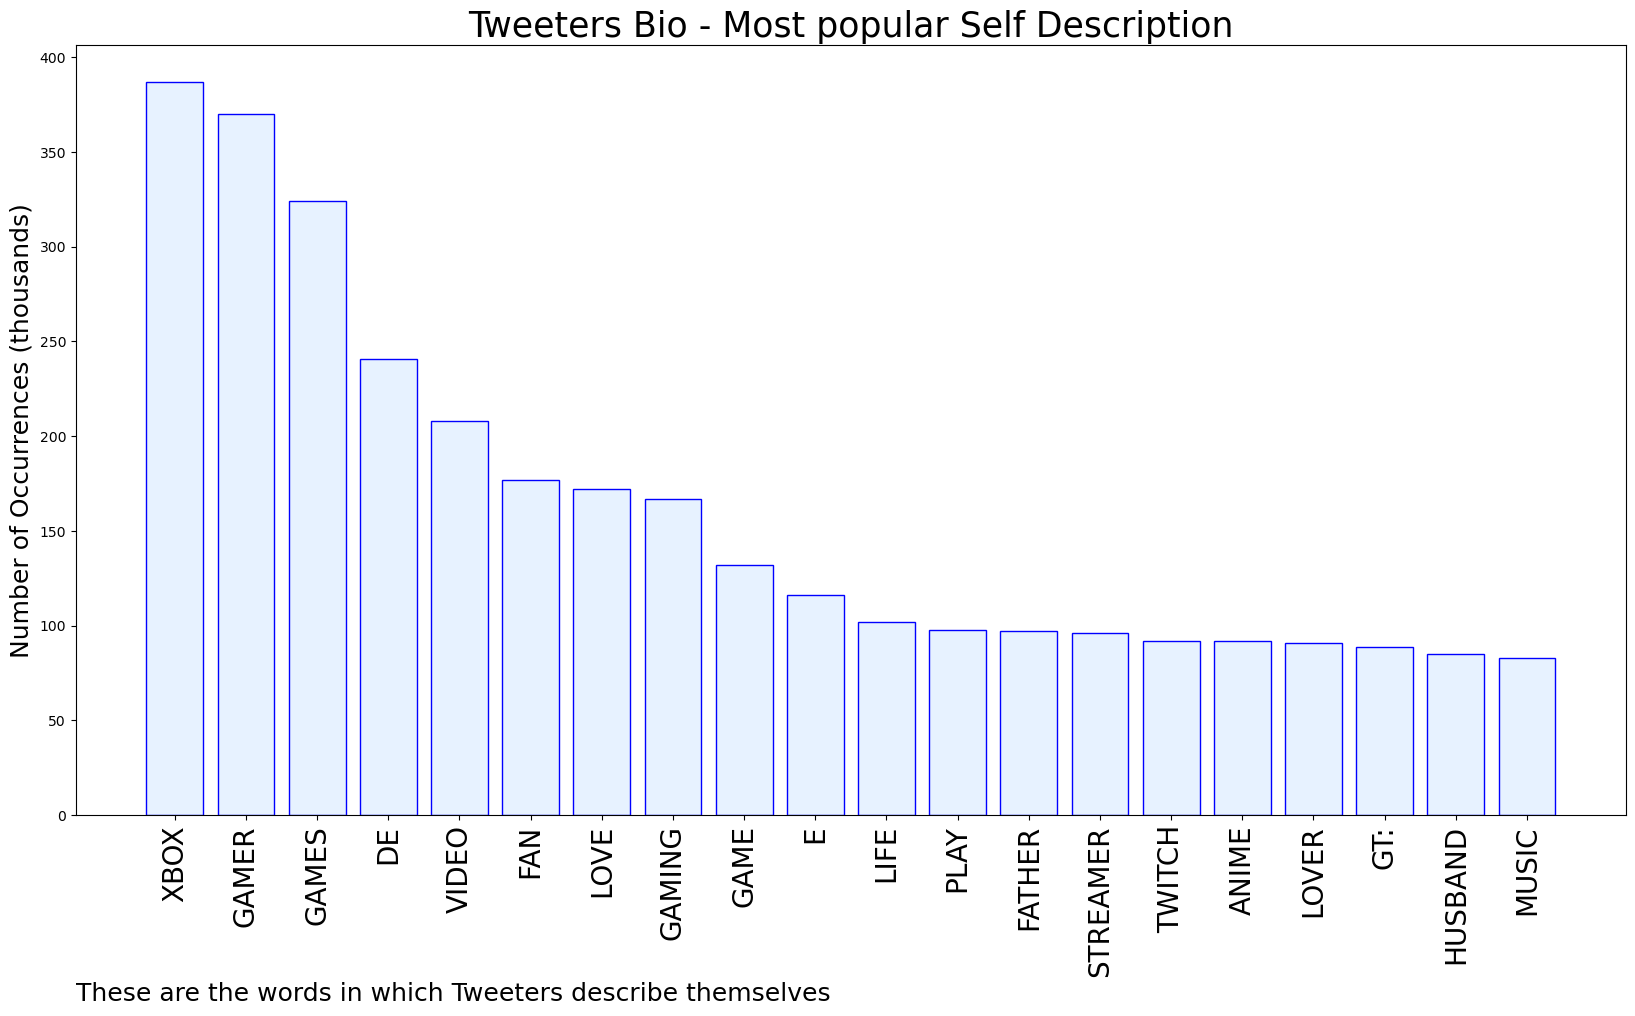 Tweeters Bio - Most popular Self Description
Number of Occurrences (thousands)
400
350
300
250
200
150
100
50
0
XBOX
GAMER
GAMES
DE
VIDEO
FAN
LOVE
GAMING
GAME
E
LIFE
PLAY
FATHER
STREAMER
TWITCH
ANIME
LOVER
GT:
HUSBAND
MUSIC
These are the words in which Tweeters describe themselves